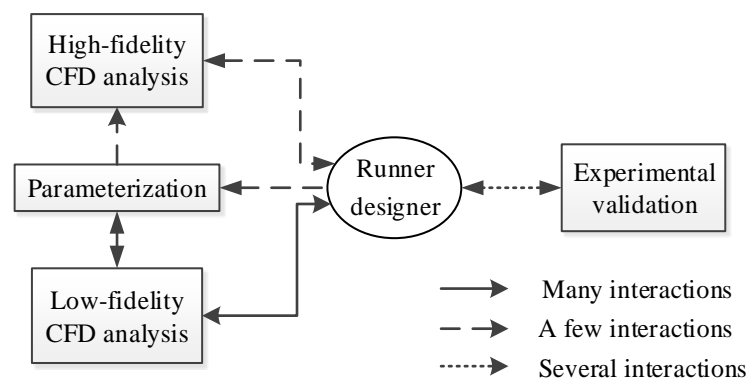 High-fidelity
CFD analysis
Parameterization
Low-fidelity
CFD analysis
Runner
designer
Experimental
validation
Many interactions
A few interactions
Several interactions